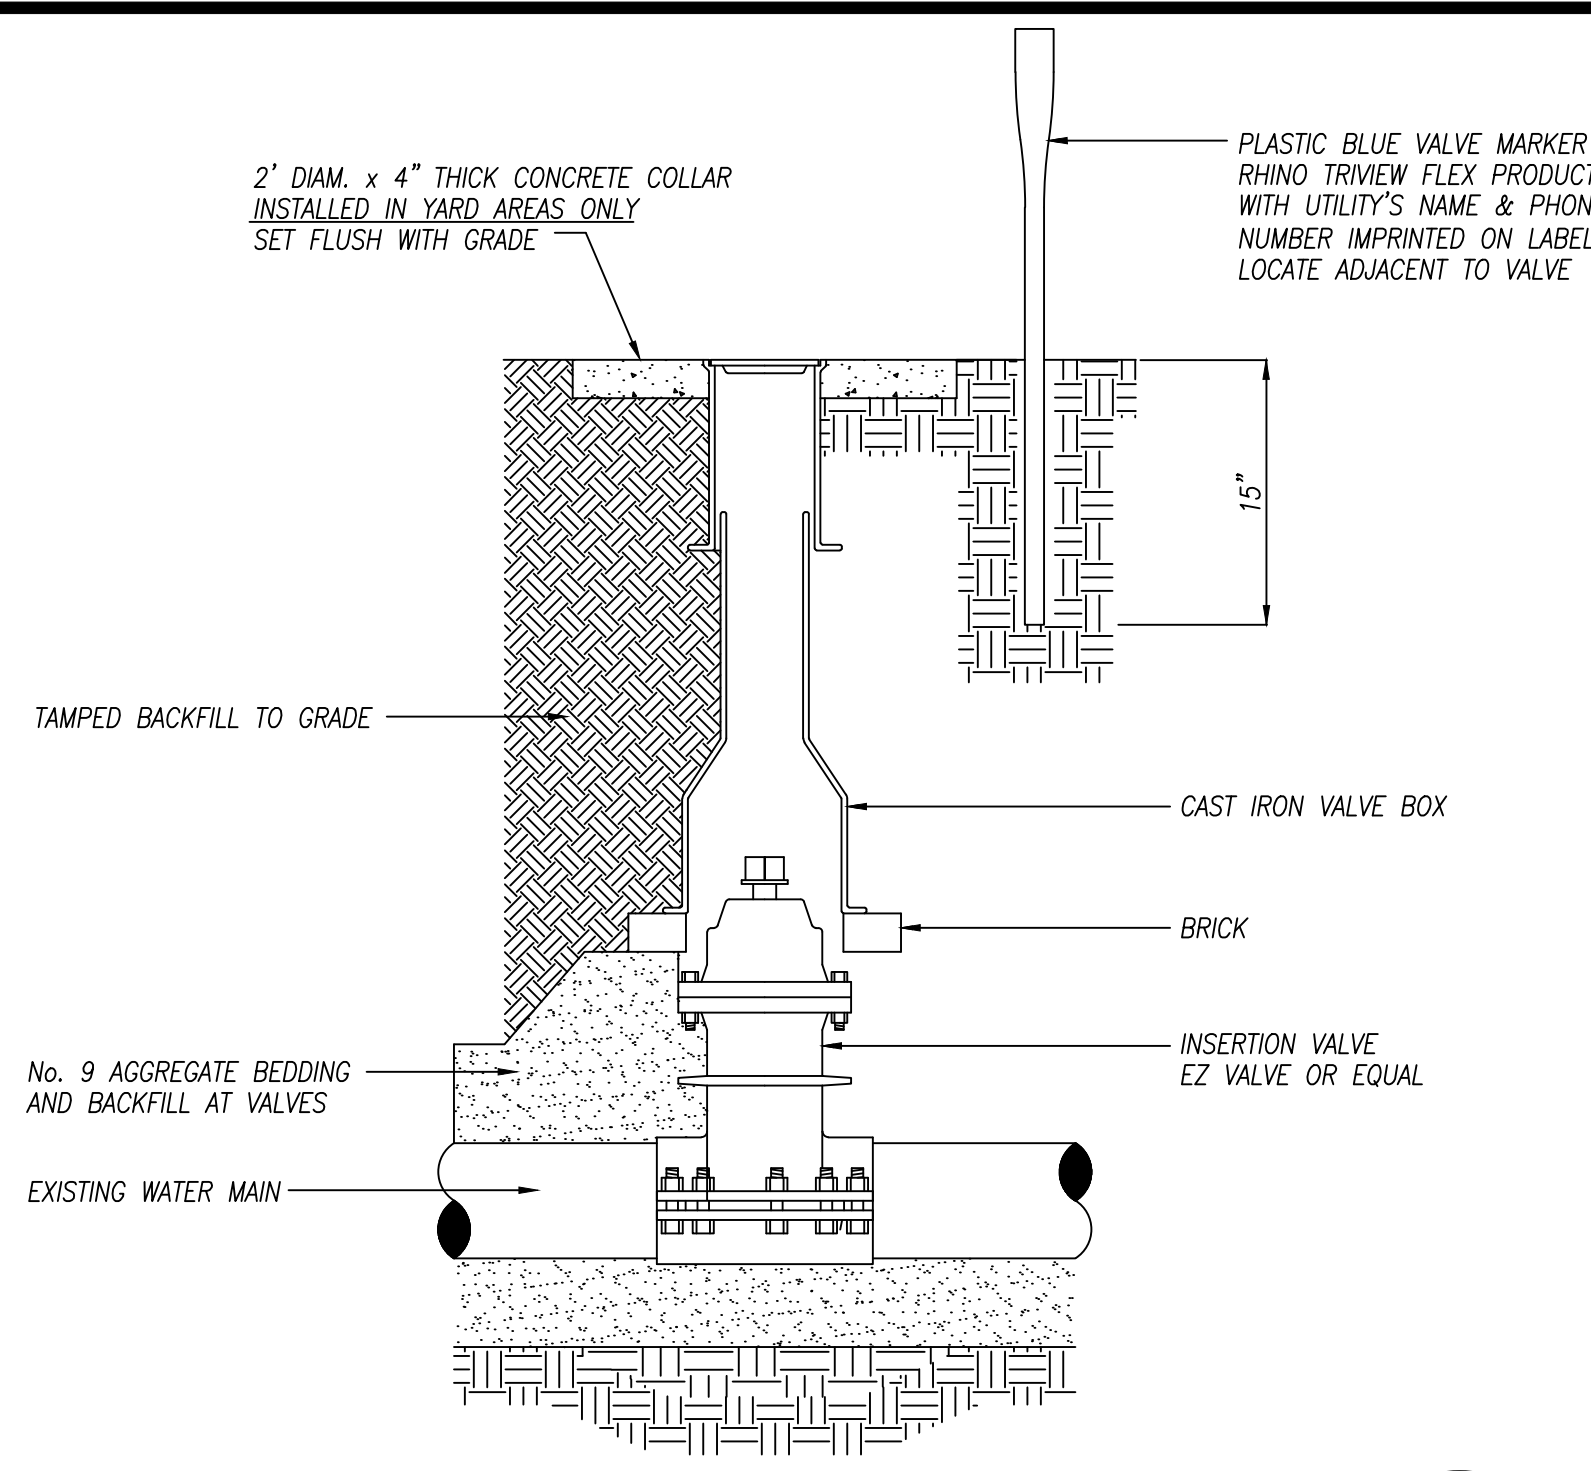 2' DIAM. x 4" THICK CONCRETE COLLAR
INSTALLED IN YARD AREAS ONLY
SET FLUSH WITH GRADE
PLASTIC BLUE VALVE MARKER
RHINO TRIVIEW FLEX PRODUCT
WITH UTILITY'S NAME & PHON
NUMBER IMPRINTED ON LABEL
LOCATE ADJACENT TO VALVE
15"
TAMPED BACKFILL TO GRADE
CAST IRON VALVE BOX
BRICK
INSERTION VALVE
EZ VALVE OR EQUAL
No. 9 AGGREGATE BEDDING
AND BACKFILL AT VALVES
EXISTING WATER MAIN